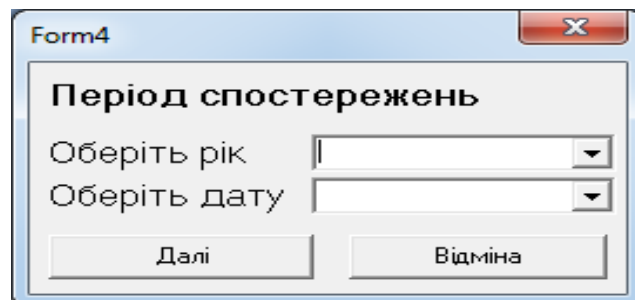 Form4
Період спостережень
Оберіть рік
Оберіть дату
Далі Відміна